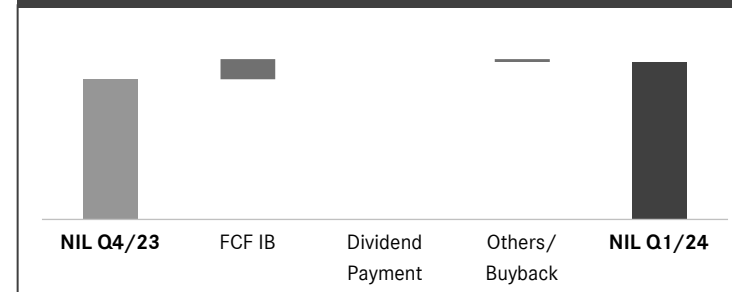 NIL Q4/23 FCF IB Dividend Others/ NIL Q1/24
Payment Buyback